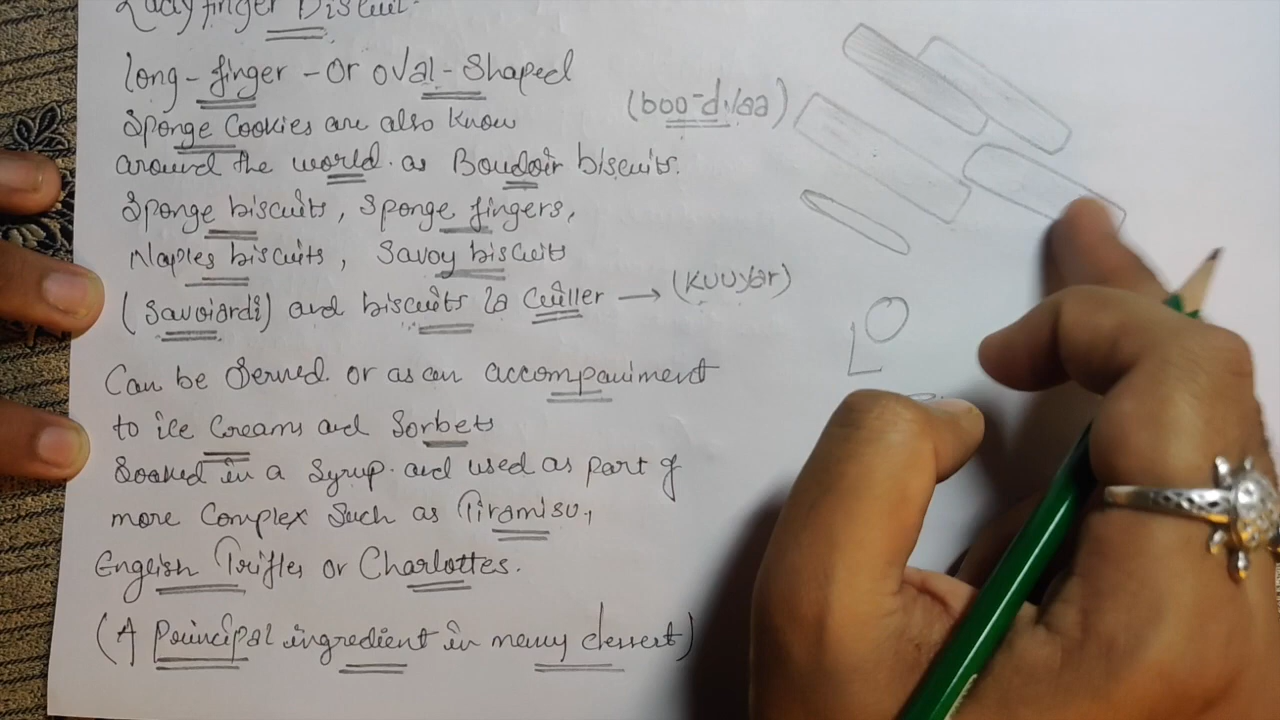 Ladyfinger Biscuit.
long-finger-Or oval-Shaped
Sponge Cookies are also know (boo-d.laa)
around the world. as Boudoir biscuits.
Sponge biscuits, Sponge fingers,
Naples biscuits, Savoy biscuits
(Savoiardi) and biscuits la Cuiller → (KUUyar)
Can be Served. or as an accompaniment
to ice Creams and Sorbets
Soaked in a Syrup. and used as part of
more Complex Such as Tiramisu,
English Trifles or Charlottes.
(A Principal ingredient in many dessert)